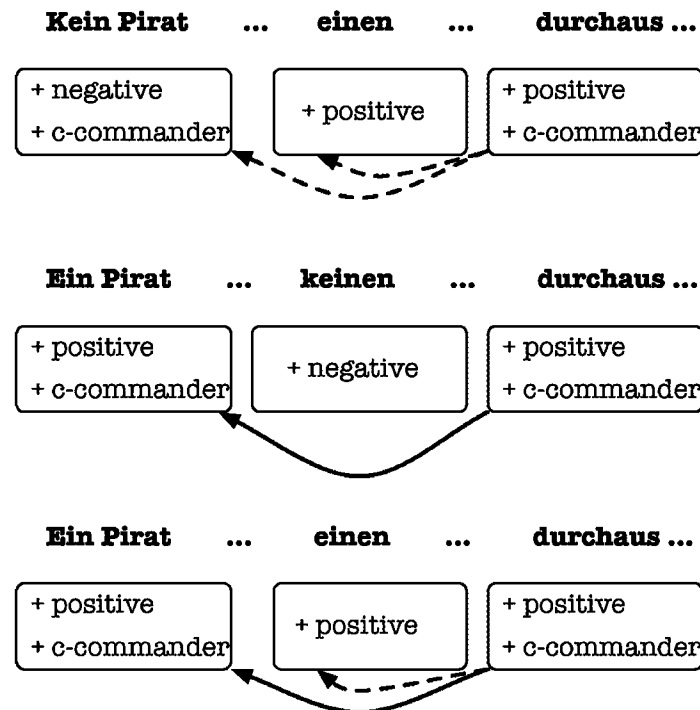 Kein Pirat ... einen ... durchaus ...
+ negative + positive + positive
+ c-commander + c-commander
Ein Pirat ... keinen ... durchaus ...
+ positive + negative + positive
+ c-commander + c-commander
Ein Pirat ... einen ... durchaus ...
+ positive + positive + positive
+ c-commander + c-commander